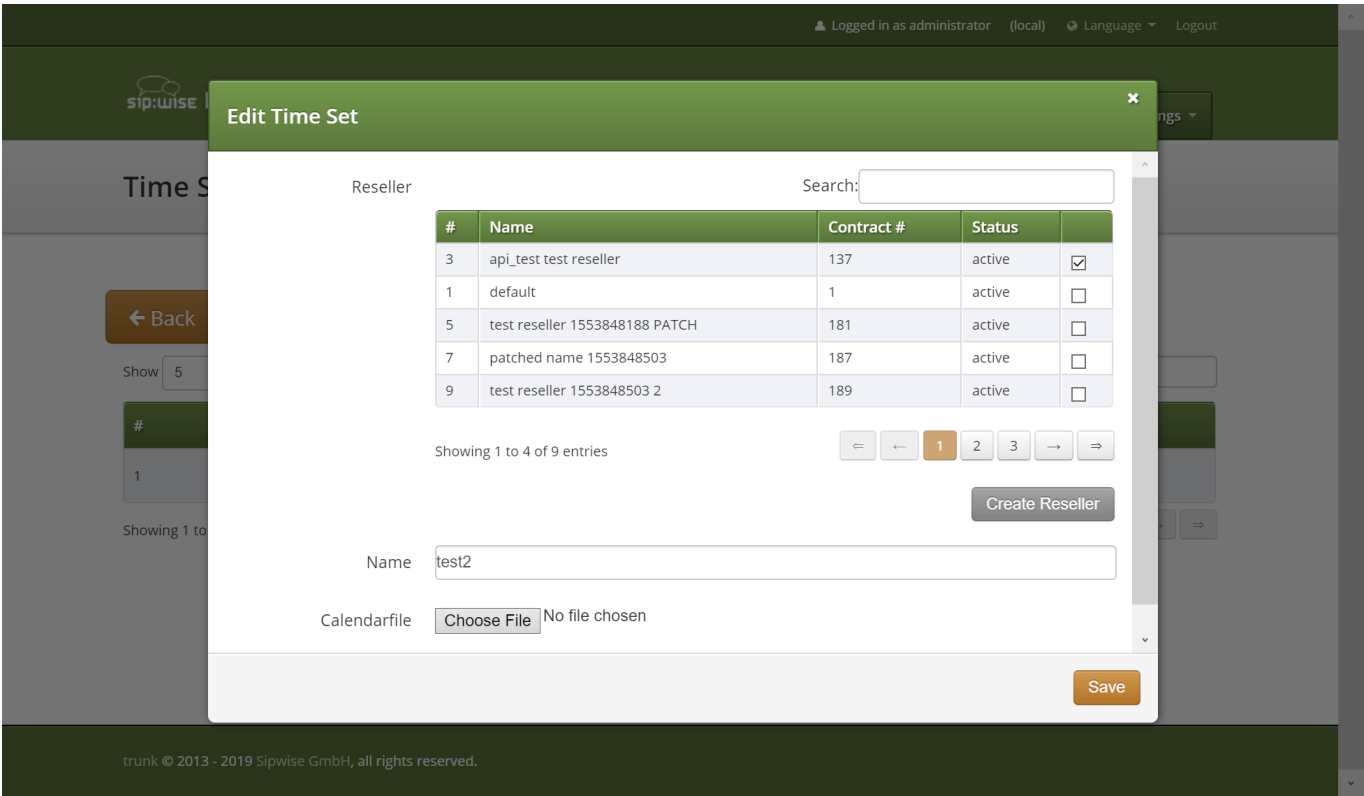 Logged in as administrator (local) Language Logout
sip:wise
ngs
Edit Time Set
×
Time S
Reseller
Search:
# Name Contract # Status
3 api_test test reseller 137 active
1 default 1 active
5 test reseller 1553848188 PATCH 181 active
7 patched name 1553848503 187 active
9 test reseller 1553848503 2 189 active
← Back
Show 5
#
1
Showing 1 to
Showing 1 to 4 of 9 entries
⇐ ← 1 2 3 → ⇒
⇒
Create Reseller
Name test2
Calendarfile Choose File No file chosen
Save
trunk © 2013 - 2019 Sipwise GmbH, all rights reserved.